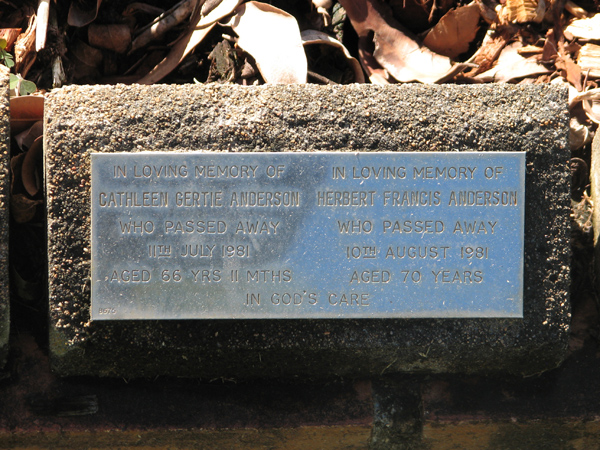 IN LOVING MEMORY OF
CATHLEEN GERTIE ANDERSON
WHO PASSED AWAY
11TH JULY 1981
AGED 66 YRS 11 MTHS
IN LOVING MEMORY OF
HERBERT FRANCIS ANDERSON
WHO PASSED AWAY
10TH AUGUST 1981
AGED 70 YEARS
IN GOD'S CARE